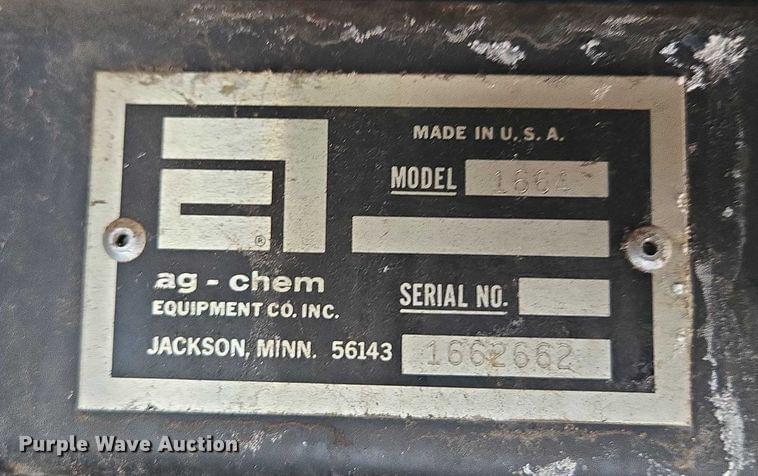 MADE IN U.S.A.
MODEL 1664
®
ag-chem
EQUIPMENT CO. INC.
SERIAL NO.
JACKSON, MINN. 56143 1662662
Purple Wave Auction